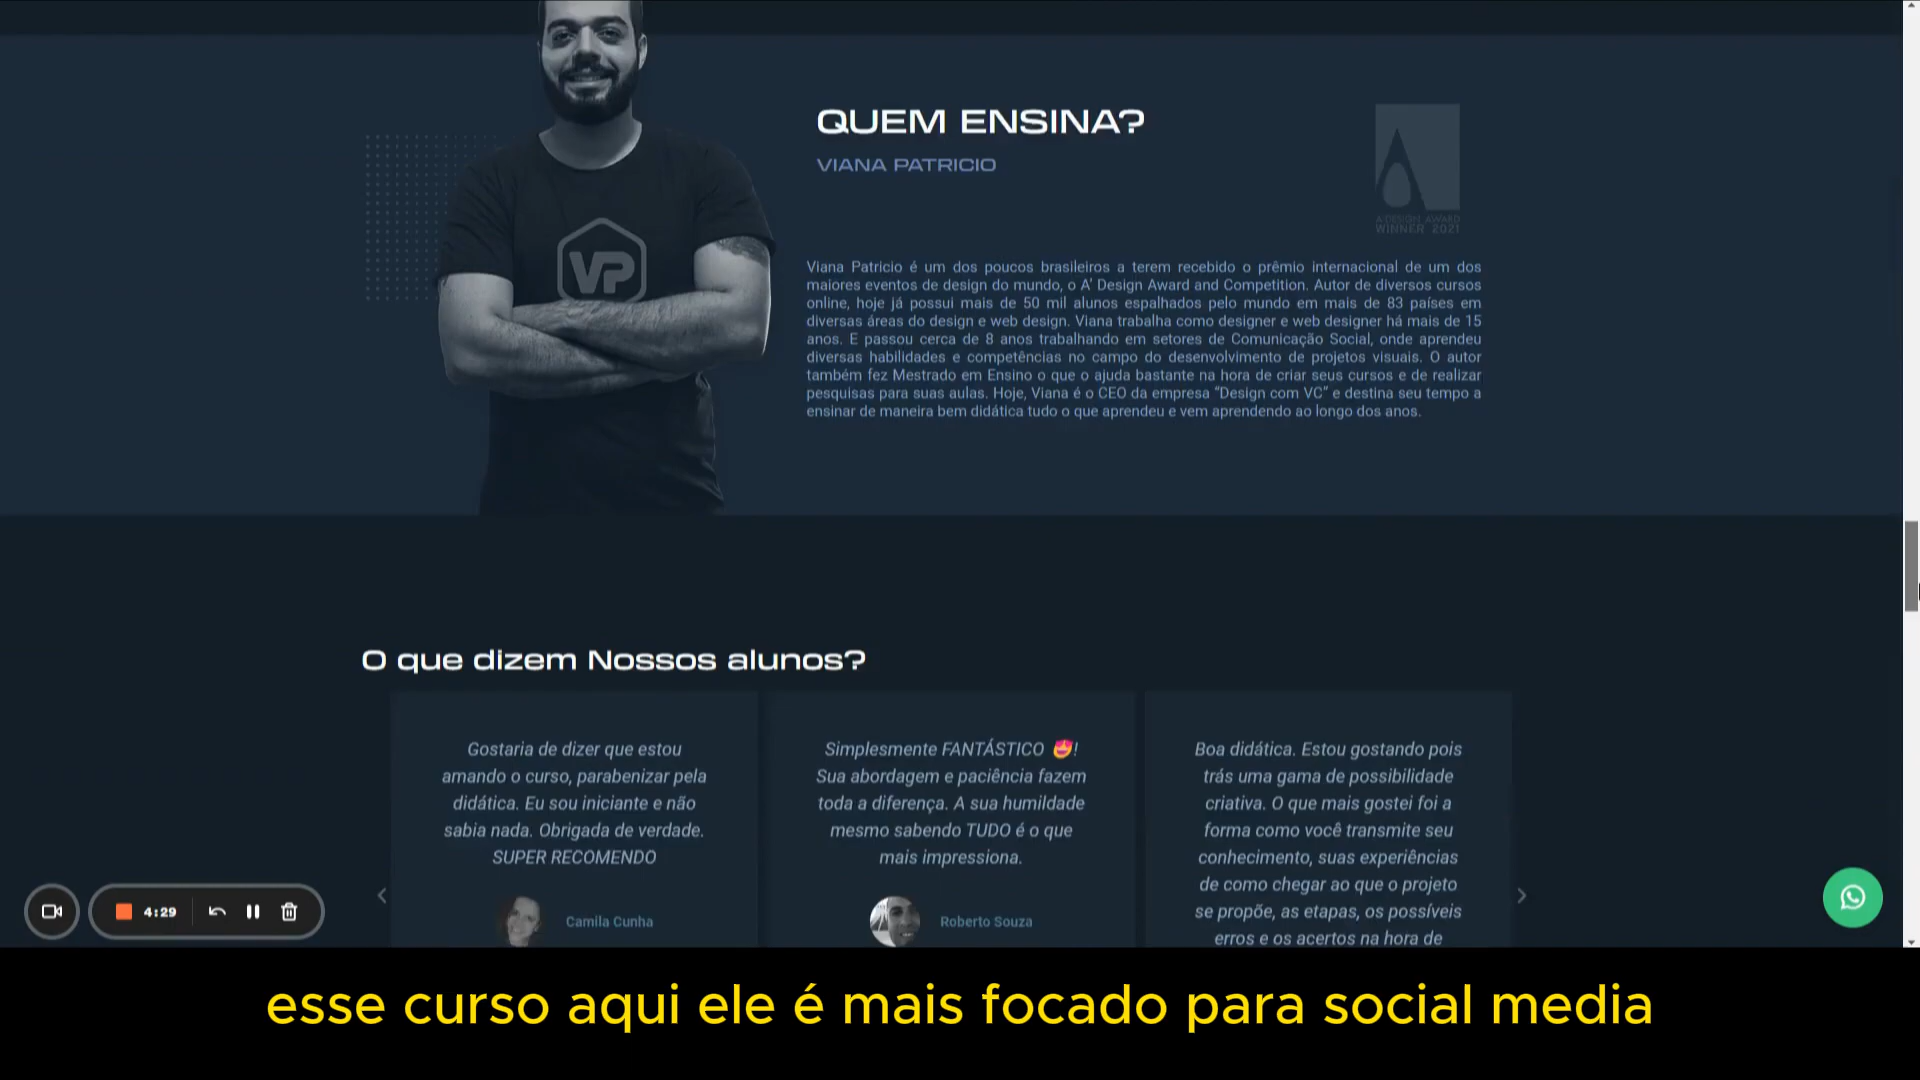 QUEM ENSINA?
VIANA PATRICIO
A' DESIGN AWARD
WINNER 2021
VP
Viana Patricio é um dos poucos brasileiros a terem recebido o prêmio internacional de um dos
maiores eventos de design do mundo, o A' Design Award and Competition. Autor de diversos cursos
online, hoje já possui mais de 50 mil alunos espalhados pelo mundo em mais de 83 países em
diversas áreas do design e web design. Viana trabalha como designer e web designer há mais de 15
anos. E passou cerca de 8 anos trabalhando em setores de Comunicação Social, onde aprendeu
diversas habilidades e competências no campo do desenvolvimento de projetos visuais. O autor
também fez Mestrado em Ensino o que o ajuda bastante na hora de criar seus cursos e de realizar
pesquisas para suas aulas. Hoje, Viana é o CEO da empresa “Design com VC” e destina seu tempo a
ensinar de maneira bem didática tudo o que aprendeu e vem aprendendo ao longo dos anos.
O que dizem Nossos alunos?
Gostaria de dizer que estou
amando o curso, parabenizar pela
didática. Eu sou iniciante e não
sabia nada. Obrigada de verdade.
SUPER RECOMENDO
Camila Cunha
Simplesmente FANTÁSTICO 😍!
Sua abordagem e paciência fazem
toda a diferença. A sua humildade
mesmo sabendo TUDO é o que
mais impressiona.
Roberto Souza
Boa didática. Estou gostando pois
trás uma gama de possibilidade
criativa. O que mais gostei foi a
forma como você transmite seu
conhecimento, suas experiências
de como chegar ao que o projeto
se propõe, as etapas, os possíveis
erros e os acertos na hora de
4:29
esse curso aqui ele é mais focado para social media